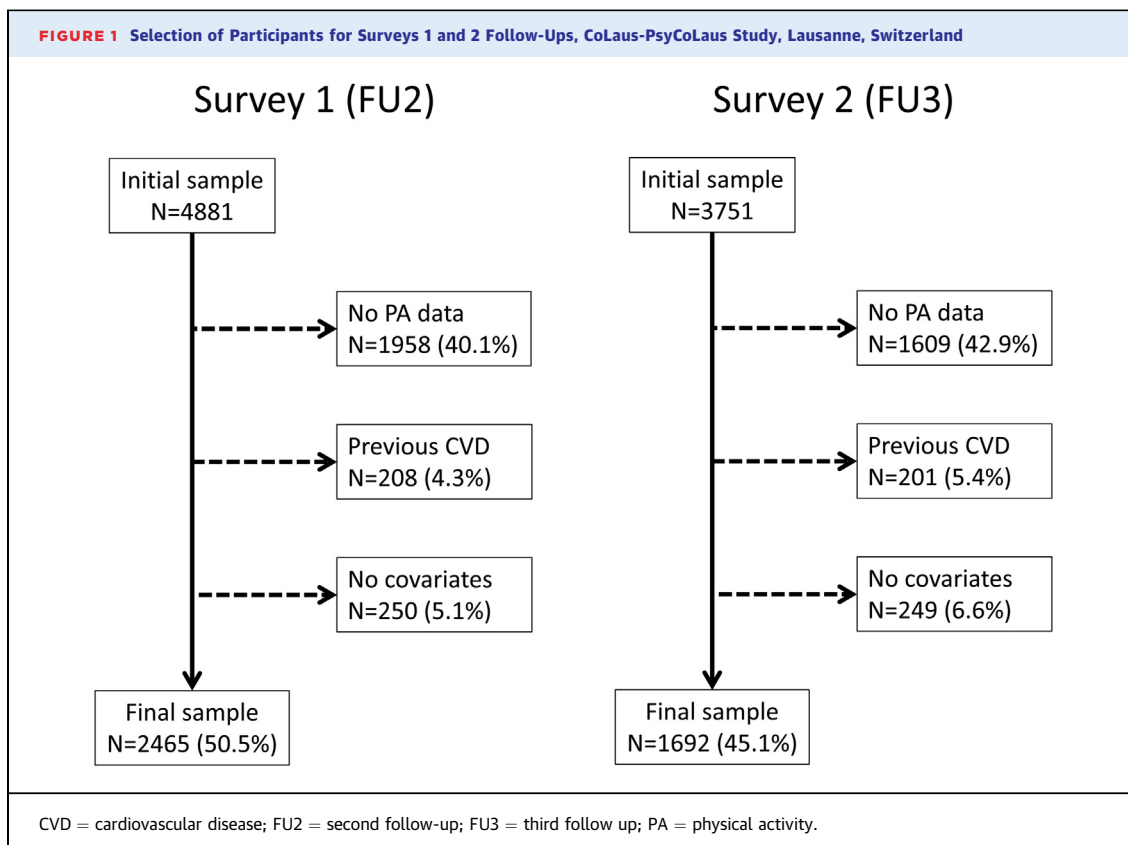 FIGURE 1 Selection of Participants for Surveys 1 and 2 Follow-Ups, CoLaus-PsyCoLaus Study, Lausanne, Switzerland
Survey 1 (FU2)
Initial sample
N=4881
No PA data
N=1958 (40.1%)
Previous CVD
N=208 (4.3%)
No covariates
N=250 (5.1%)
Final sample
N=2465 (50.5%)
Survey 2 (FU3)
Initial sample
N=3751
No PA data
N=1609 (42.9%)
Previous CVD
N=201 (5.4%)
No covariates
N=249 (6.6%)
Final sample
N=1692 (45.1%)
CVD = cardiovascular disease; FU2 = second follow-up; FU3 = third follow up; PA = physical activity.